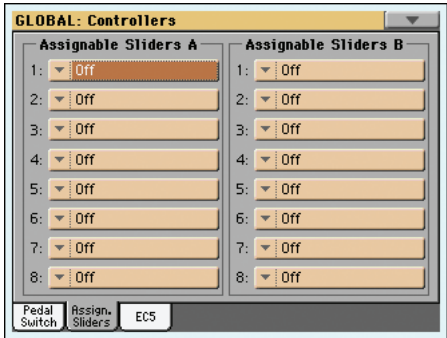 GLOBAL: Controllers
Assignable Sliders A
1: Off
2: Off
3: Off
4: Off
5: Off
6: Off
7: Off
8: Off
Assignable Sliders B
1: Off
2: Off
3: Off
4: Off
5: Off
6: Off
7: Off
8: Off
Pedal
Switch
Assign.
Sliders
EC5